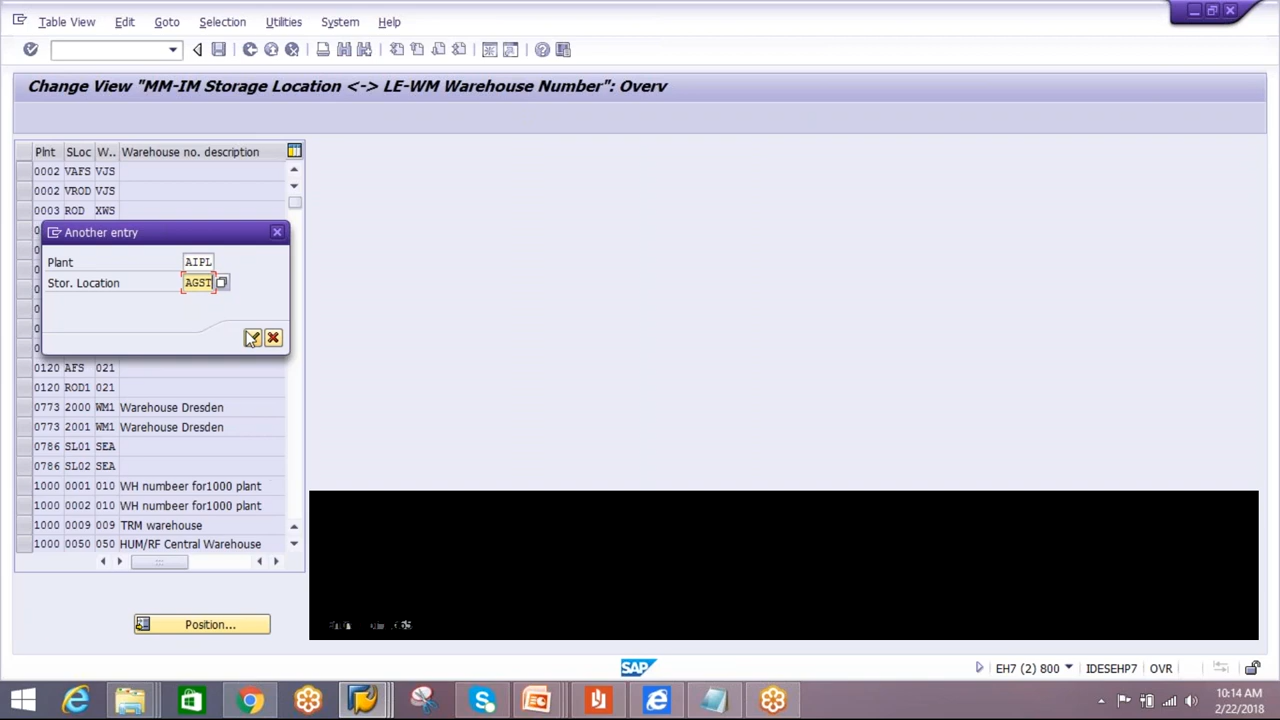 Table View Edit Goto Selection Utilities System Help
Change View "MM-IM Storage Location <-> LE-WM Warehouse Number": Overv
Plnt SLoc W.. Warehouse no. description
0002 VAFS VJS
0002 VROD VJS
0003 ROD XWS
Another entry
Plant AIPL
Stor. Location AGST
0120 AFS 021
0120 ROD1 021
0773 2000 WM1 Warehouse Dresden
0773 2001 WM1 Warehouse Dresden
0786 SL01 SEA
0786 SL02 SEA
1000 0001 010 WH numbeer for1000 plant
1000 0002 010 WH numbeer for1000 plant
1000 0009 009 TRM warehouse
1000 0050 050 HUM/RF Central Warehouse
Position...
SAP
EH7 (2) 800 IDESEHP7 OVR
10:14 AM
2/22/2018